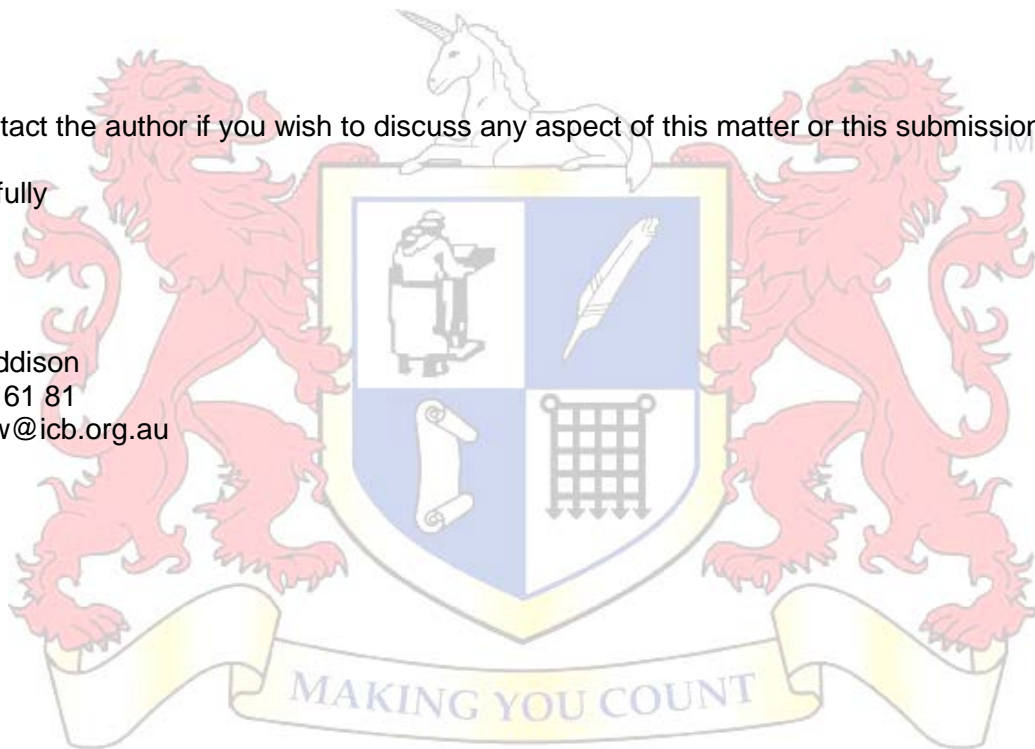 tact the author if you wish to discuss any aspect of this matter or this submission
TM
fully
ddison
61 81
w@icb.org.au
MAKING YOU COUNT